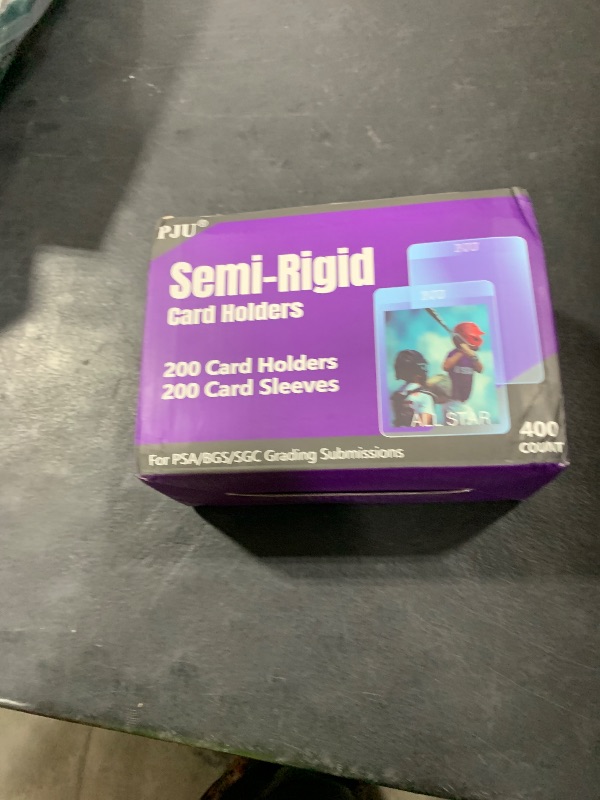 PJU®
Semi-Rigid
Card Holders
200 Card Holders
200 Card Sleeves
ALL STAR
400
COUNT
For PSA/BGS/SGC Grading Submissions